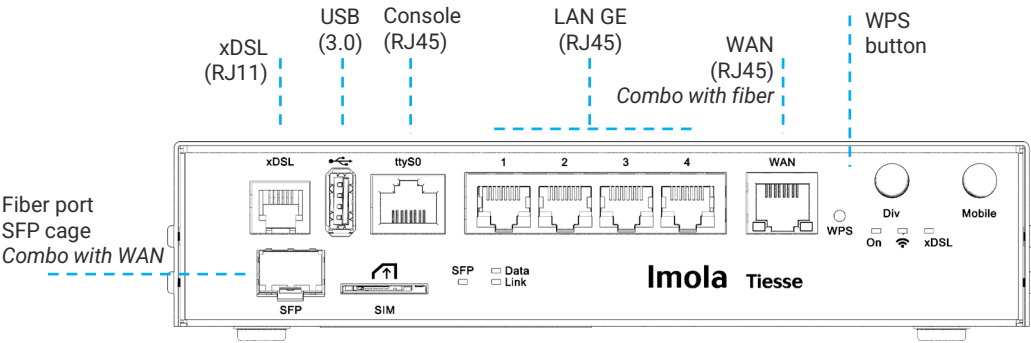 USB
(3.0)
Console
(RJ45)
LAN GE
(RJ45)
WPS
button
xDSL
(RJ11)
WAN
(RJ45)
Combo with fiber
xDSL
ttyS0
1
2
3
4
WAN
Fiber port
SFP cage
Combo with WAN
WPS
Div
Mobile
On
xDSL
SFP
Data
Link
Imola Tiesse
SFP
SIM